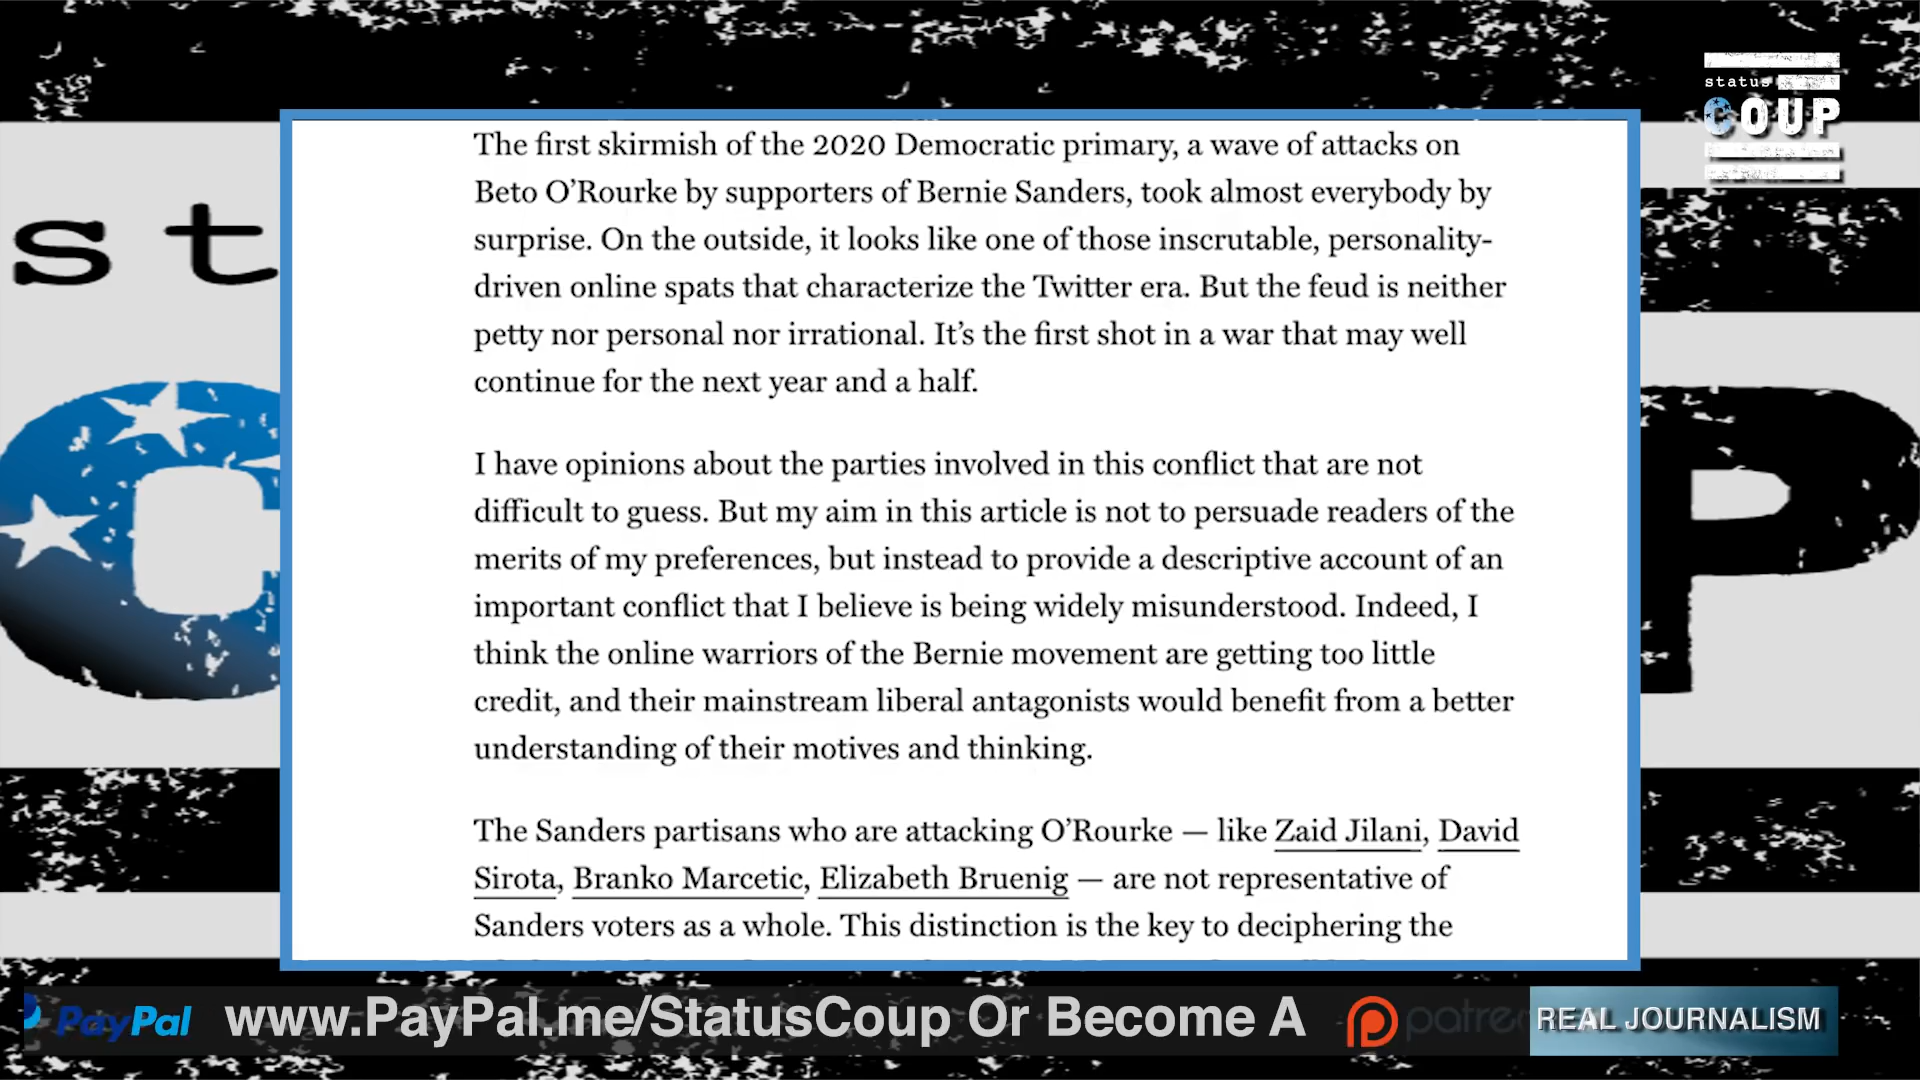 status
COUP
st
C
P
The first skirmish of the 2020 Democratic primary, a wave of attacks on
Beto O’Rourke by supporters of Bernie Sanders, took almost everybody by
surprise. On the outside, it looks like one of those inscrutable, personality-
driven online spats that characterize the Twitter era. But the feud is neither
petty nor personal nor irrational. It’s the first shot in a war that may well
continue for the next year and a half.
I have opinions about the parties involved in this conflict that are not
difficult to guess. But my aim in this article is not to persuade readers of the
merits of my preferences, but instead to provide a descriptive account of an
important conflict that I believe is being widely misunderstood. Indeed, I
think the online warriors of the Bernie movement are getting too little
credit, and their mainstream liberal antagonists would benefit from a better
understanding of their motives and thinking.
The Sanders partisans who are attacking O’Rourke — like Zaid Jilani, David
Sirota, Branko Marcetic, Elizabeth Bruenig — are not representative of
Sanders voters as a whole. This distinction is the key to deciphering the
PayPal www.PayPal.me/StatusCoup Or Become A patre REAL JOURNALISM